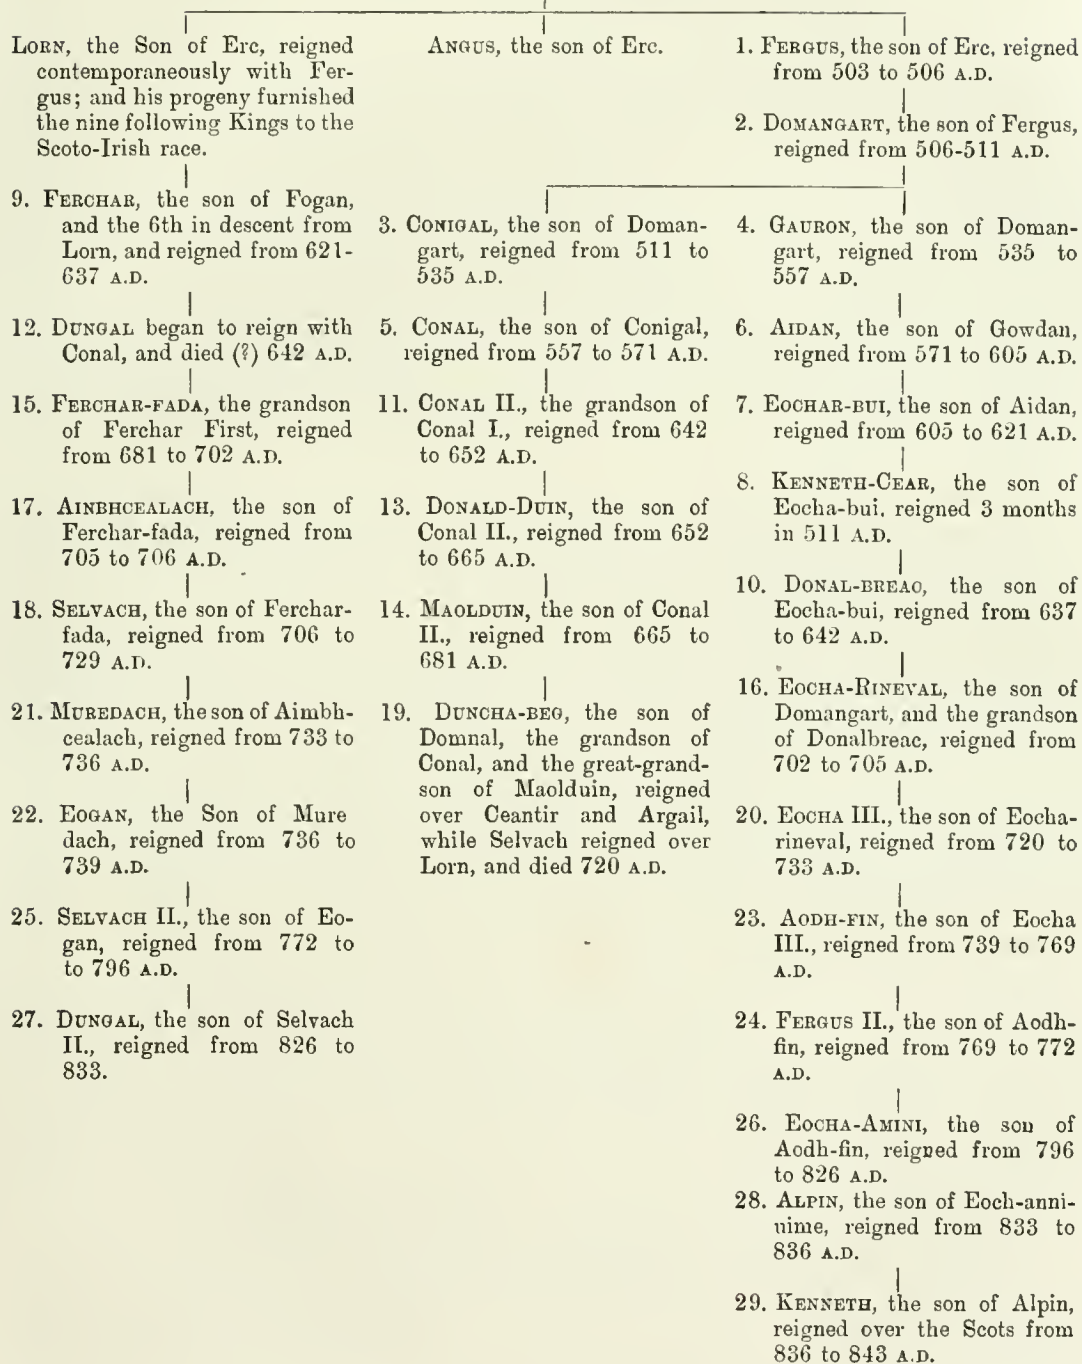 LORN, the Son of Erc, reigned
contemporaneously with Fer-
gus; and his progeny furnished
the nine following Kings to the
Scoto-Irish race.
9. FERCHAR, the son of Fogan,
and the 6th in descent from
Lorn, and reigned from 621-
637 A.D.
12. DUNGAL began to reign with
Conal, and died (?) 642 A.D.
15. FERCHAR-FADA, the grandson
of Ferchar First, reigned
from 681 to 702 A.D.
17. AINBHCEALACH, the son of
Ferchar-fada, reigned from
705 to 706 A.D.
18. SELVACH, the son of Ferchar-
fada, reigned from 706 to
729 A.D.
21. MUREDACH, the son of Aimbh-
cealach, reigned from 733 to
736 A.D.
22. EOGAN, the Son of Mure
dach, reigned from 736 to
739 A.D.
25. SELVACH II., the son of Eo-
gan, reigned from 772 to
to 796 A.D.
27. DUNGAL, the son of Selvach
II., reigned from 826 to
833.
ANGUS, the son of Erc.
3. CONIGAL, the son of Doman-
gart, reigned from 511 to
535 A.D.
5. CONAL, the son of Conigal,
reigned from 557 to 571 A.D.
11. CONAL II., the grandson of
Conal I., reigned from 642
to 652 A.D.
13. DONALD-DUIN, the son of
Conal II., reigned from 652
to 665 A.D.
14. MAOLDUIN, the son of Conal
II., reigned from 665 to
681 A.D.
19. DUNCHA-BEG, the son of
Domnal, the grandson of
Conal, and the great-grand-
son of Maolduin, reigned
over Ceantir and Argail,
while Selvach reigned over
Lorn, and died 720 A.D.
1. FERGUS, the son of Erc, reigned
from 503 to 506 A.D.
2. DOMANGART, the son of Fergus,
reigned from 506-511 A.D.
4. GAURON, the son of Doman-
gart, reigned from 535 to
557 A.D.
6. AIDAN, the son of Gowdan,
reigned from 571 to 605 A.D.
7. EOCHAR-BUI, the son of Aidan,
reigned from 605 to 621 A.D.
8. KENNETH-CEAR, the son of
Eocha-bui, reigned 3 months
in 511 A.D.
10. DONAL-BREAC, the son of
Eocha-bui, reigned from 637
to 642 A.D.
16. EOCHA-RINEVAL, the son of
Domangart, and the grandson
of Donalbreac, reigned from
702 to 705 A.D.
20. EOCHA III., the son of Eocha-
rineval, reigned from 720 to
733 A.D.
23. AODH-FIN, the son of Eocha
III., reigned from 739 to 769
A.D.
24. FERGUS II., the son of Aodh-
fin, reigned from 769 to 772
A.D.
26. EOCHA-AMINI, the son of
Aodh-fin, reigned from 796
to 826 A.D.
28. ALPIN, the son of Eoch-anni-
nime, reigned from 833 to
836 A.D.
29. KENNETH, the son of Alpin,
reigned over the Scots from
836 to 843 A.D.